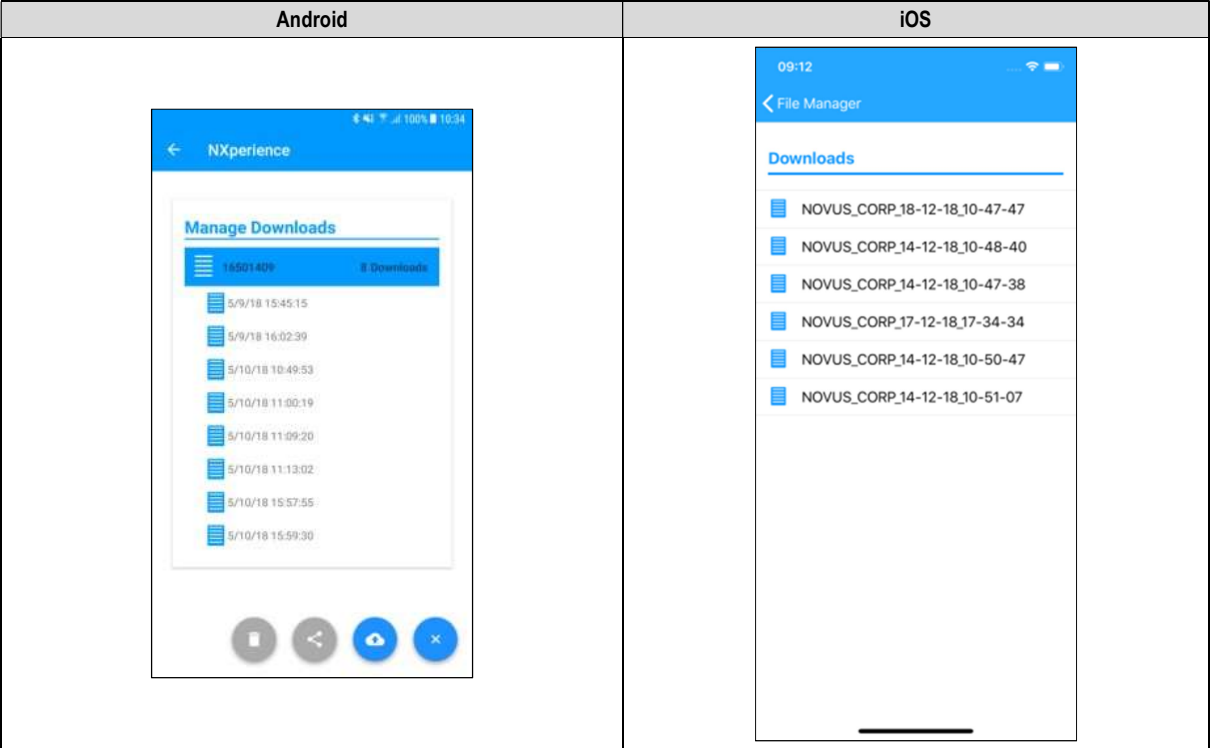 Android
iOS
100% 10:34
NXperience
Manage Downloads
16501409 8 Downloads
5/9/18 15:45:15
5/9/18 16:02:39
5/10/18 10:49:53
5/10/18 11:00:19
5/10/18 11:09:20
5/10/18 11:13:02
5/10/18 15:57:55
5/10/18 15:59:30
09:12
File Manager
Downloads
NOVUS_CORP_18-12-18_10-47-47
NOVUS_CORP_14-12-18_10-48-40
NOVUS_CORP_14-12-18_10-47-38
NOVUS_CORP_17-12-18_17-34-34
NOVUS_CORP_14-12-18_10-50-47
NOVUS_CORP_14-12-18_10-51-07